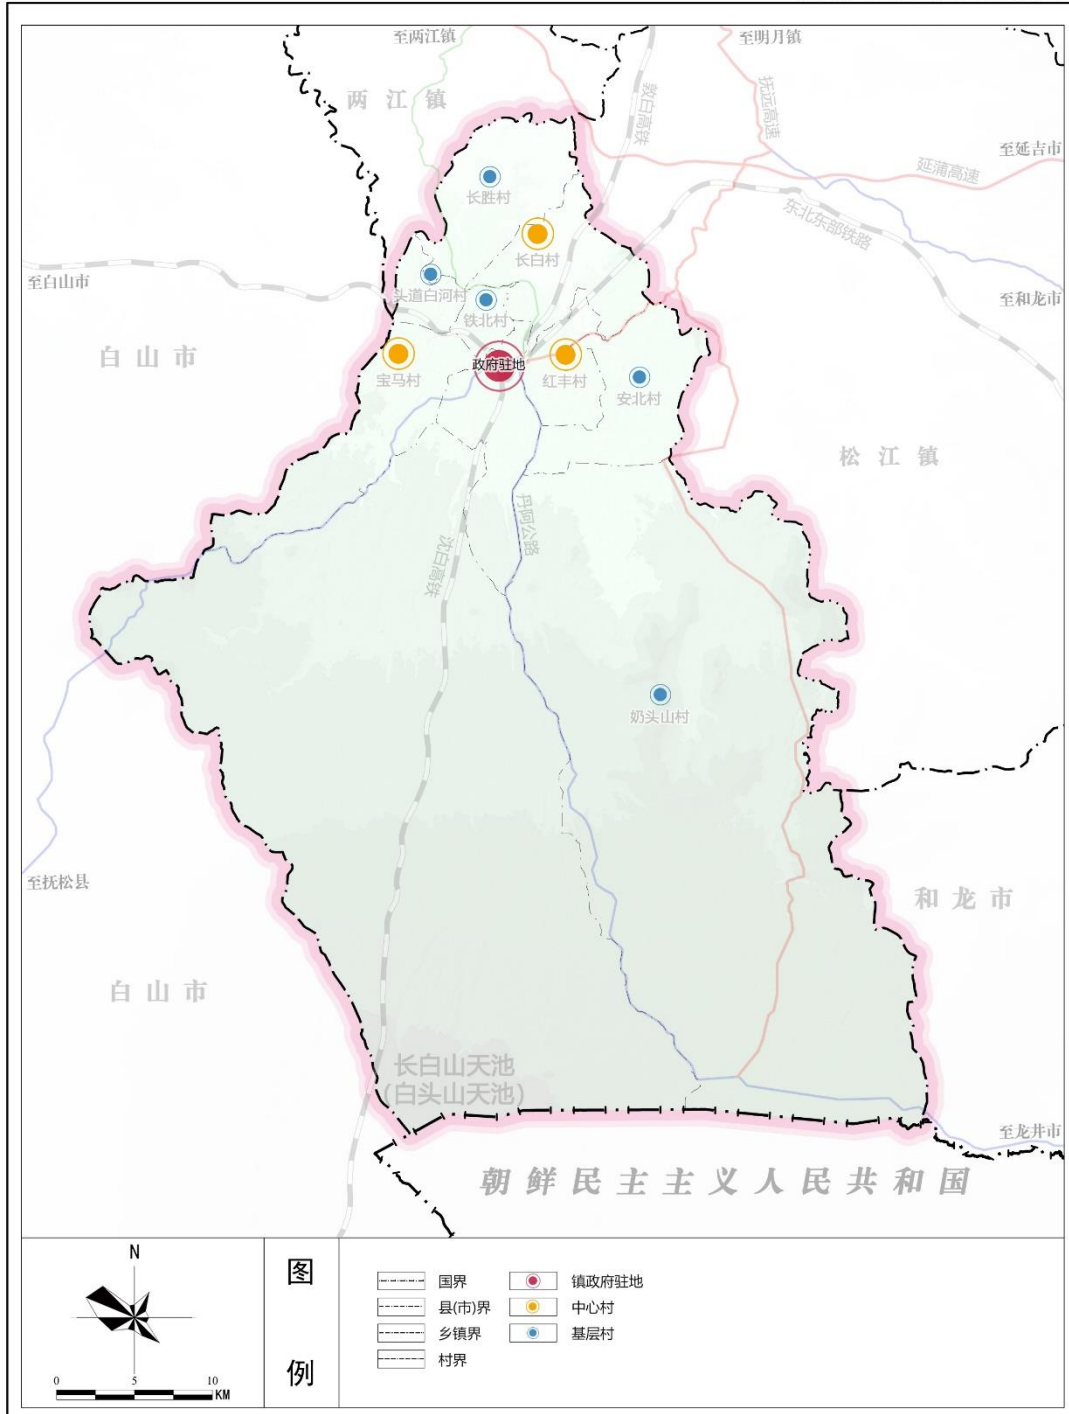 至两江镇
至明月镇
两江镇
敦白高铁
抚远高速
至延吉市
延蒲高速
长胜村
东北东部铁路
长白村
至白山市
头道白河村
至和龙市
铁北村
白山市
政府驻地
宝马村
红丰村
安北村
松江镇
丹阿公路
沈白高铁
奶头山村
至抚松县
和龙市
白山市
长白山天池
(白头山天池)
至龙井市
朝鲜民主主义人民共和国
N
0 5 10
KM
图例
国界
镇政府驻地
县(市)界
中心村
乡镇界
基层村
村界